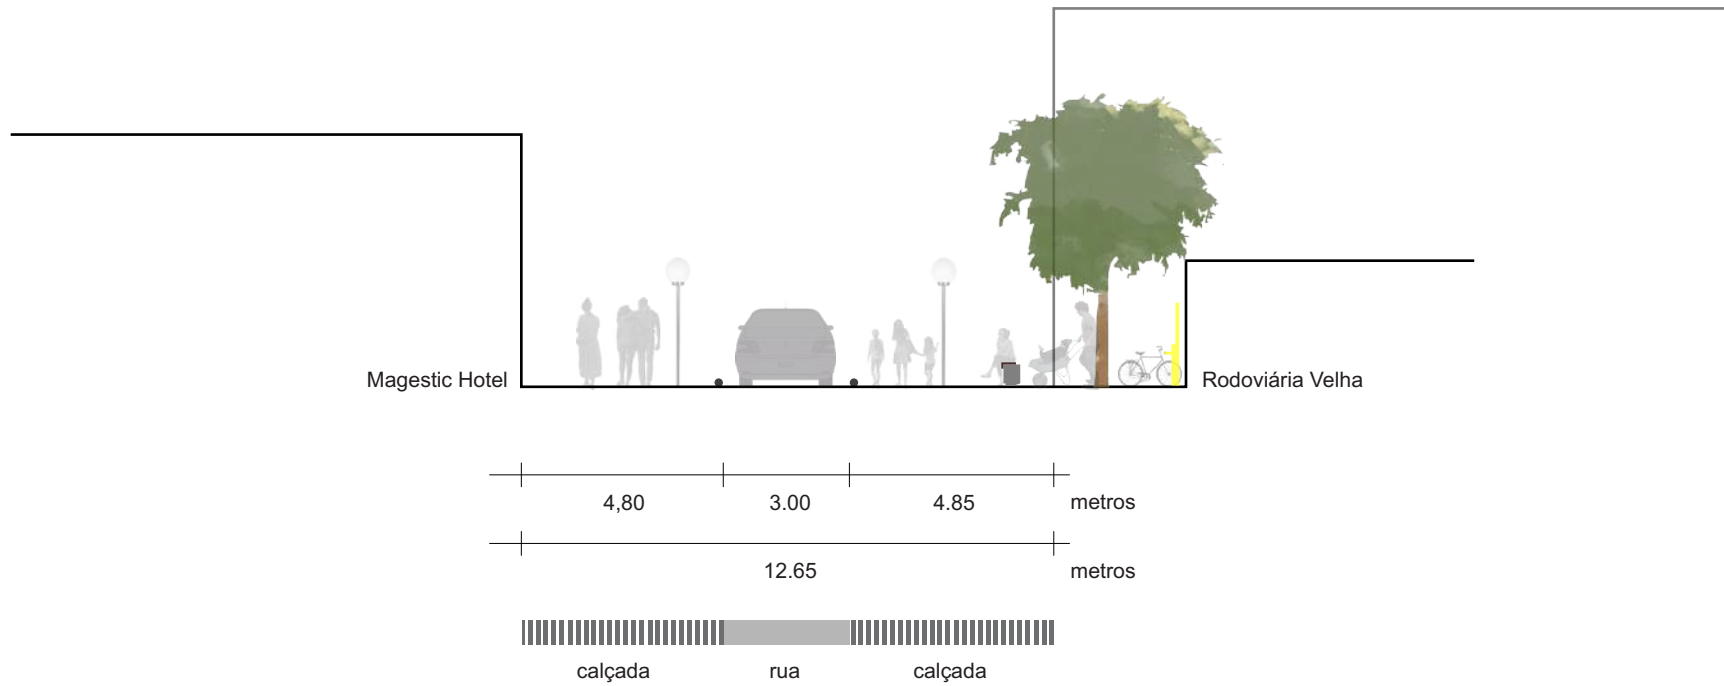 Magestic Hotel
Rodoviária Velha
4,80 3.00 4.85 metros
12.65 metros
calçada rua calçada